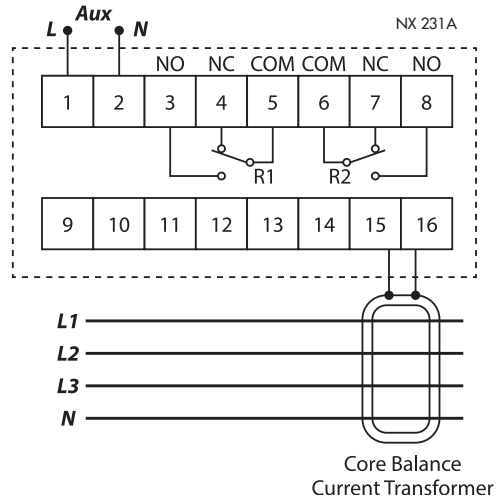 Aux
L N
NX 231A
NO NC COM COM NC NO
1 2 3 4 5 6 7 8
R1 R2
9 10 11 12 13 14 15 16
L1
L2
L3
N
Core Balance
Current Transformer